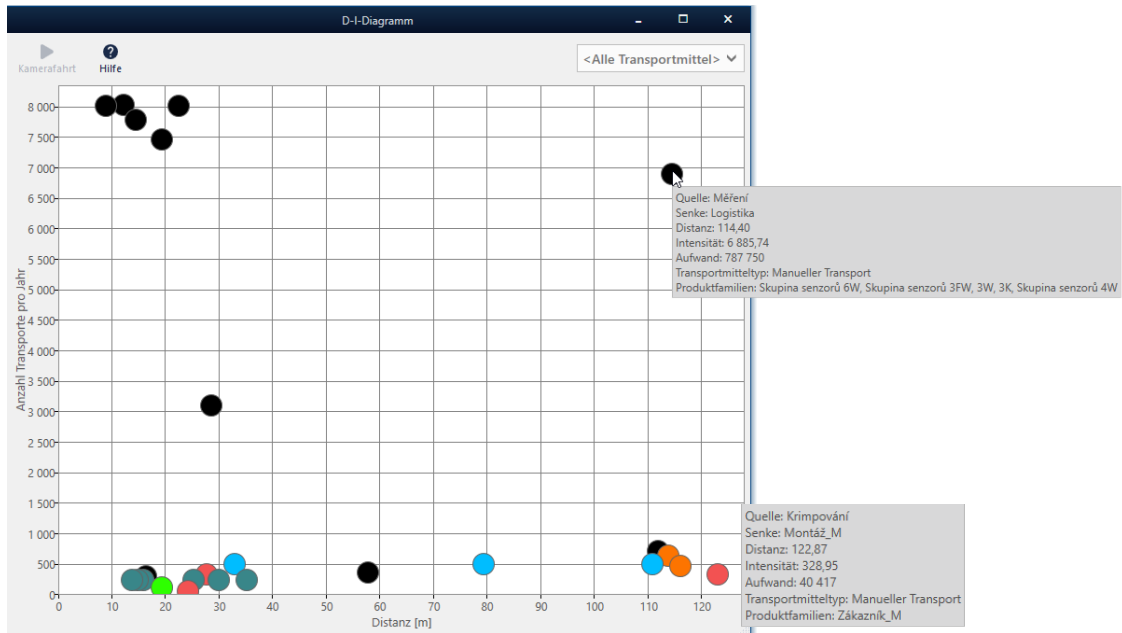 D-I-Diagramm
Kamerafahrt
Hilfe
<Alle Transportmittel>
Anzahl Transporte pro Jahr
8 000
7 500
7 000
6 500
6 000
5 500
5 000
4 500
4 000
3 500
3 000
2 500
2 000
1 500
1 000
500
0
0 10 20 30 40 50 60 70 80 90 100 110 120
Distanz [m]
Quelle: Měření
Senke: Logistika
Distanz: 114,40
Intensität: 6 885,74
Aufwand: 787 750
Transportmitteltyp: Manueller Transport
Produktfamilien: Skupina senzorů 6W, Skupina senzorů 3FW, 3W, 3K, Skupina senzorů 4W
Quelle: Krimpování
Senke: Montáž_M
Distanz: 122,87
Intensität: 328,95
Aufwand: 40 417
Transportmitteltyp: Manueller Transport
Produktfamilien: Zákazník_M